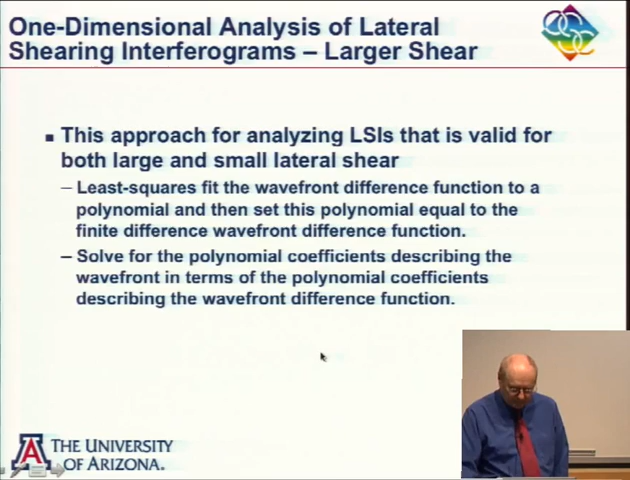 One-Dimensional Analysis of Lateral
Shearing Interferograms – Larger Shear
This approach for analyzing LSIs that is valid for
both large and small lateral shear
– Least-squares fit the wavefront difference function to a
polynomial and then set this polynomial equal to the
finite difference wavefront difference function.
– Solve for the polynomial coefficients describing the
wavefront in terms of the polynomial coefficients
describing the wavefront difference function.
A THE UNIVERSITY
OF ARIZONA.